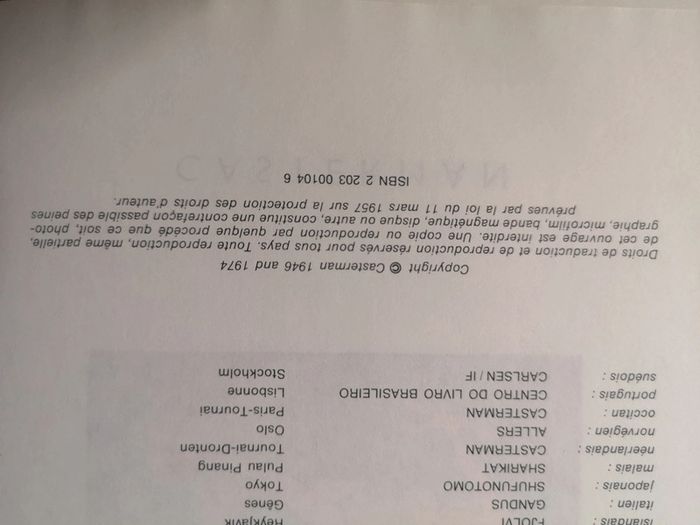 islandais : FJÖLVI Reykjavik
italien : GANDUS Gênes
japonais : SHUFUNOTOMO Tokyo
malais : SHARIKAT Pulau Pinang
néerlandais : CASTERMAN Tournai-Dronten
norvégien : ALLERS Oslo
occitan : CASTERMAN Paris-Tournai
portugais : CENTRO DO LIVRO BRASILEIRO Lisbonne
suédois : CARLSEN / IF Stockholm
Copyright © Casterman 1946 and 1974
Droits de traduction et de reproduction réservés pour tous pays. Toute reproduction, même partielle,
de cet ouvrage est interdite. Une copie ou reproduction par quelque procédé que ce soit, photo-
graphie, microfilm, bande magnétique, disque ou autre, constitue une contrefaçon passible des peines
prévues par la loi du 11 mars 1957 sur la protection des droits d'auteur.
ISBN 2 203 00104 6
CASTERMAN